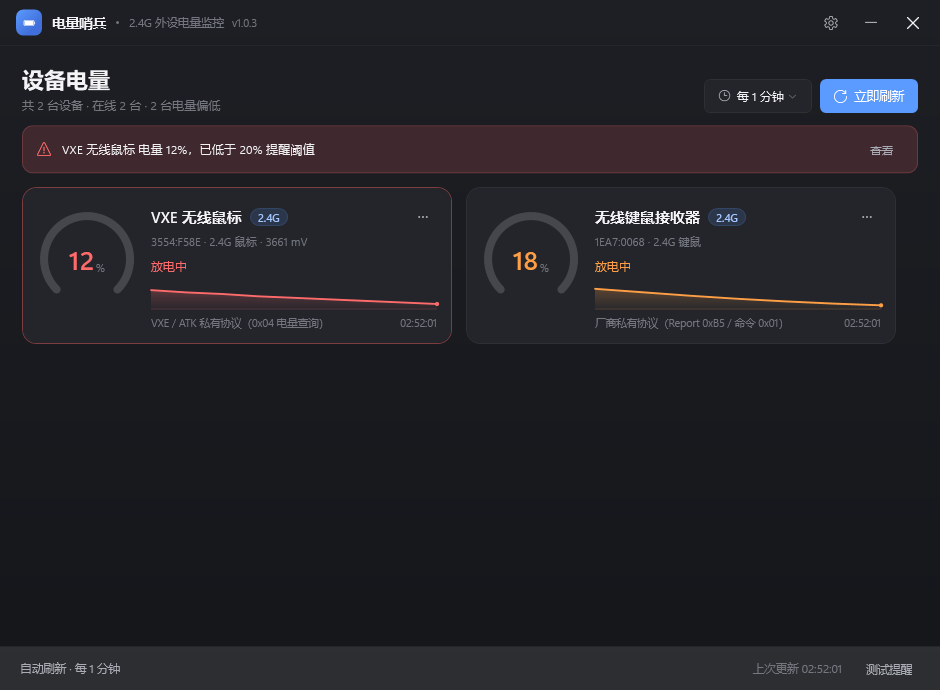 电量哨兵 · 2.4G 外设电量监控 v1.0.3
设备电量
共 2 台设备 · 在线 2 台 · 2 台电量偏低
每 1 分钟
立即刷新
VXE 无线鼠标 电量 12%，已低于 20% 提醒阈值
查看
12%
VXE 无线鼠标 2.4G
···
3554:F58E · 2.4G 鼠标 · 3661 mV
放电中
VXE / ATK 私有协议（0x04 电量查询） 02:52:01
18%
无线键鼠接收器 2.4G
···
1EA7:0068 · 2.4G 键鼠
放电中
厂商私有协议（Report 0xB5 / 命令 0x01） 02:52:01
自动刷新 · 每 1 分钟
上次更新 02:52:01
测试提醒